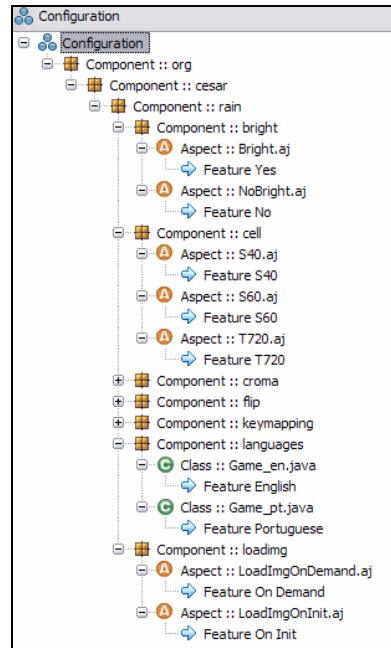 Configuration
Configuration
Component :: org
Component :: cesar
Component :: rain
Component :: bright
Aspect :: Bright.aj
Feature Yes
Aspect :: NoBright.aj
Feature No
Component :: cell
Aspect :: S40.aj
Feature S40
Aspect :: S60.aj
Feature S60
Aspect :: T720.aj
Feature T720
Component :: croma
Component :: flip
Component :: keymapping
Component :: languages
Class :: Game_en.java
Feature English
Class :: Game_pt.java
Feature Portuguese
Component :: loadimg
Aspect :: LoadImgOnDemand.aj
Feature On Demand
Aspect :: LoadImgOnInit.aj
Feature On Init